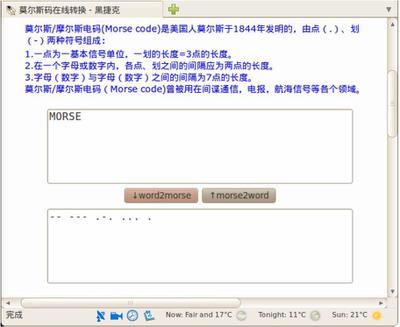 莫尔斯码在线转换 - 黑捷克
莫尔斯/摩尔斯电码(Morse code)是美国人莫尔斯于1844年发明的，由点 (.)、划
(-) 两种符号组成：
1.一点为一基本信号单位，一划的长度=3点的长度。
2.在一个字母或数字内，各点、划之间的间隔应为两点的长度。
3.字母（数字）与字母（数字）之间的间隔为7点的长度。
莫尔斯/摩尔斯电码 ( Morse code)曾被用在间谍通信，电报，航海信号等各个领域。
MORSE
↓word2morse ↑morse2word
-- --- .-. ... .
完成 Now: Fair and 17°C Tonight: 11°C Sun: 21°C